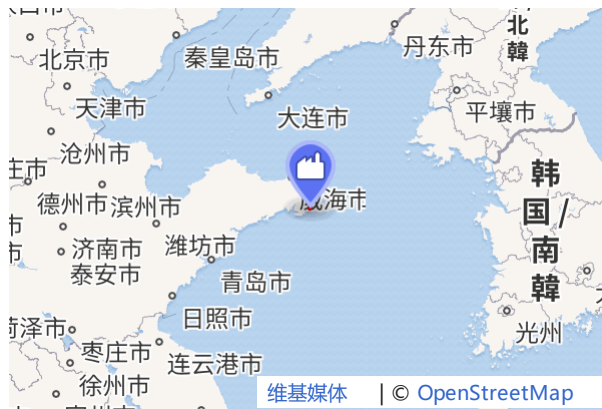 北
韓
丹东市
秦皇岛市
北京市
天津市
大连市
平壤市
沧州市
庄市
威海市
韩
国/
南
韓
德州市
滨州市
济南市
潍坊市
泰安市
青岛市
日照市
光州
菏泽市
枣庄市
连云港市
徐州市
维基媒体 | © OpenStreetMap